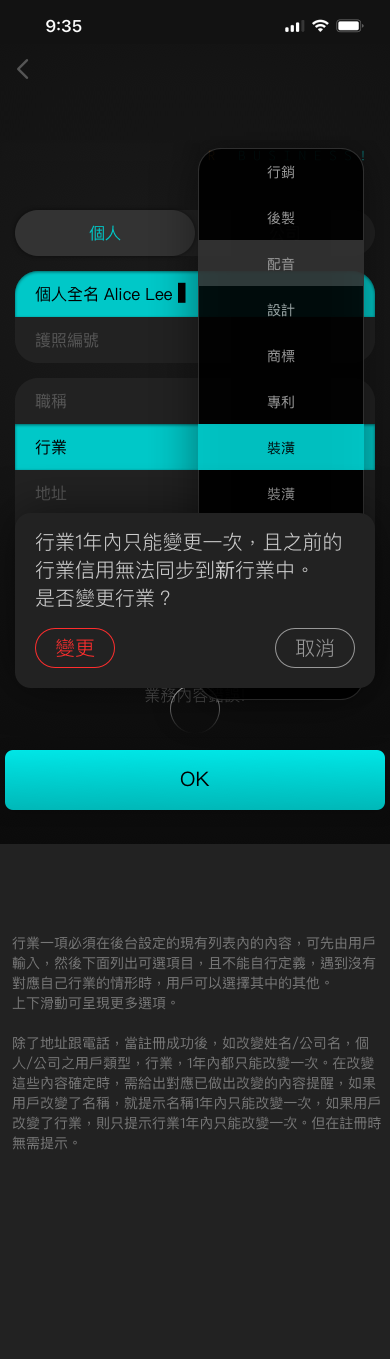 9:35
個人
個人全名 Alice Lee
護照編號
職稱
行業
地址
行銷
後製
配音
設計
商標
專利
裝潢
裝潢
行業1年內只能變更一次，且之前的
行業信用無法同步到新行業中。
是否變更行業？
變更
取消
業務內容
OK
行業一項必須在後台設定的現有列表內的內容，可先由用戶
輸入，然後下面列出可選項目，且不能自行定義，遇到沒有
對應自己行業的情形時，用戶可以選擇其中的其他。
上下滑動可呈現更多選項。
除了地址跟電話，當註冊成功後，如改變姓名/公司名，個
人/公司之用戶類型，行業，1年內都只能改變一次。在改變
這些內容確定時，需給出對應已做出改變的內容提醒，如果
用戶改變了名稱，就提示名稱1年內只能改變一次，如果用戶
改變了行業，則只提示行業1年內只能改變一次。但在註冊時
無需提示。